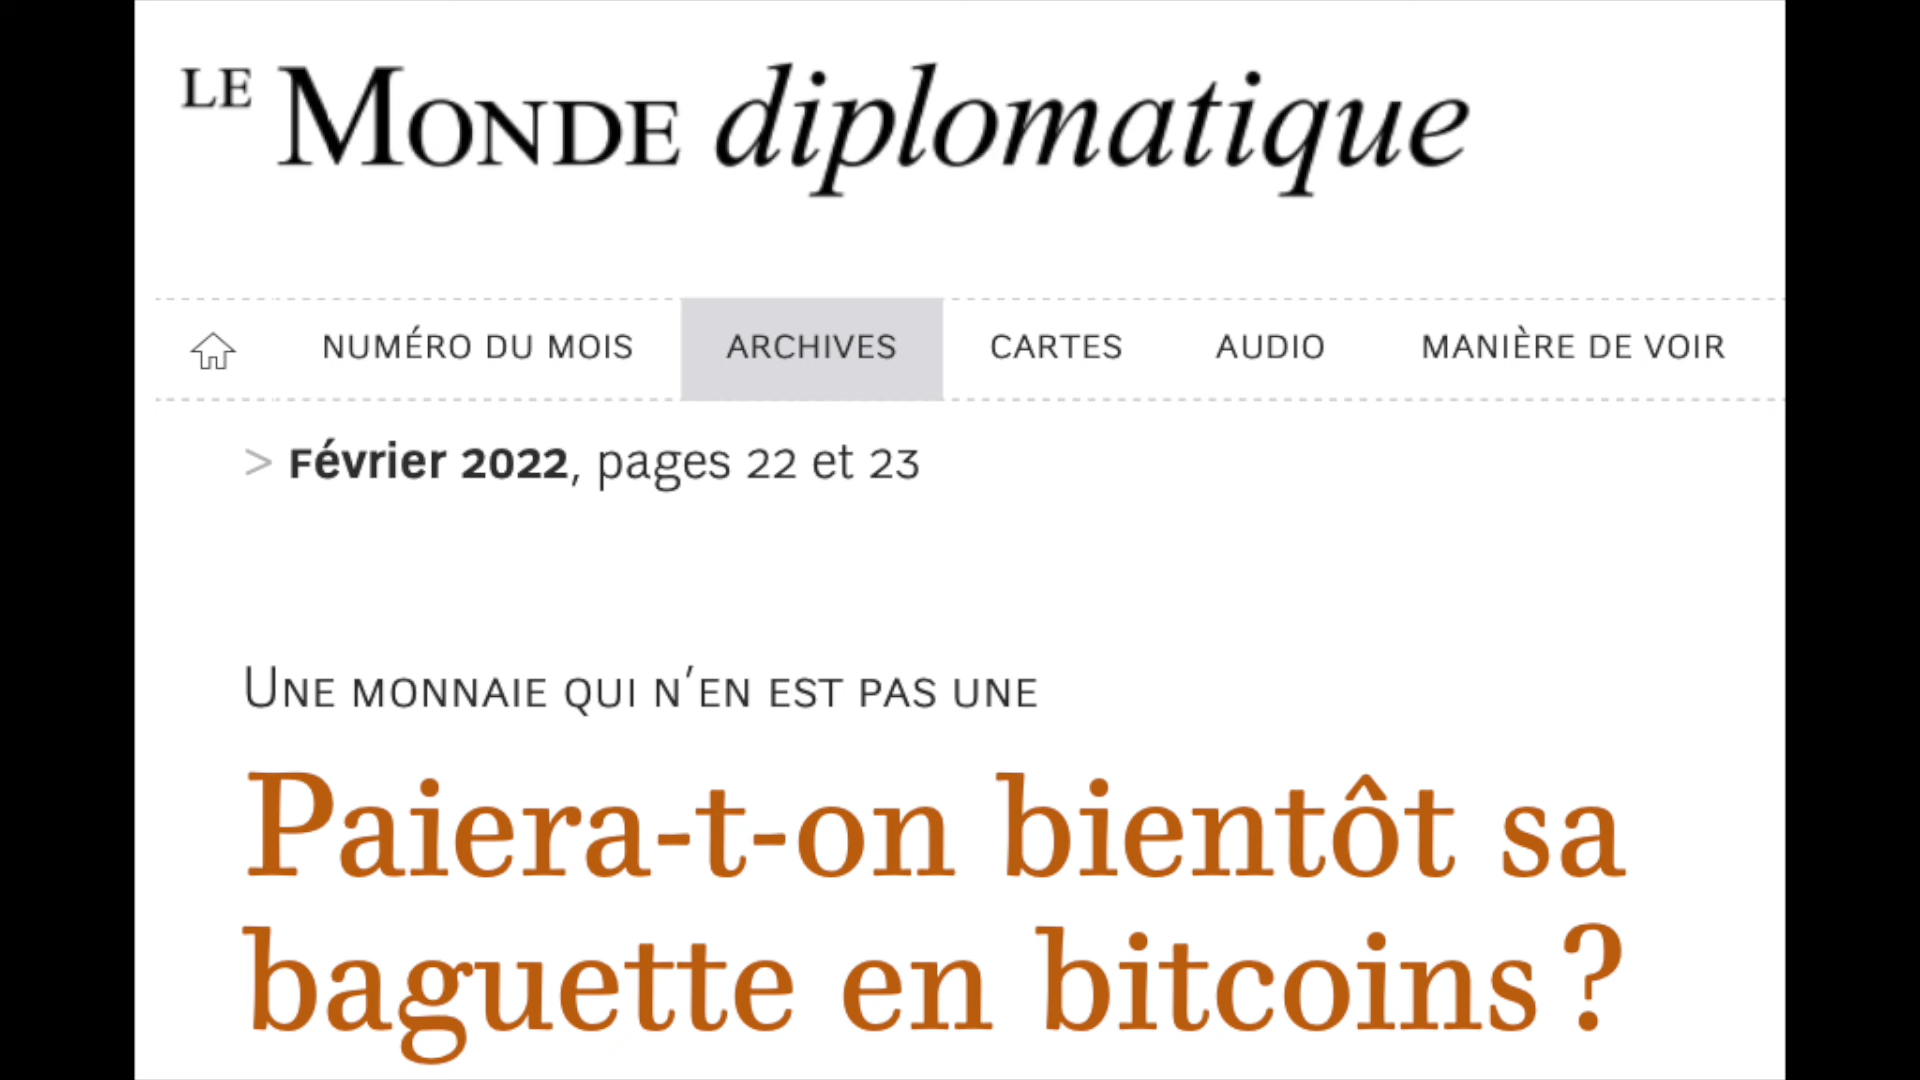 LE MONDE diplomatique
NUMÉRO DU MOIS ARCHIVES CARTES AUDIO MANIÈRE DE VOIR
> Février 2022, pages 22 et 23
UNE MONNAIE QUI N'EN EST PAS UNE
Paiera-t-on bientôt sa
baguette en bitcoins ?